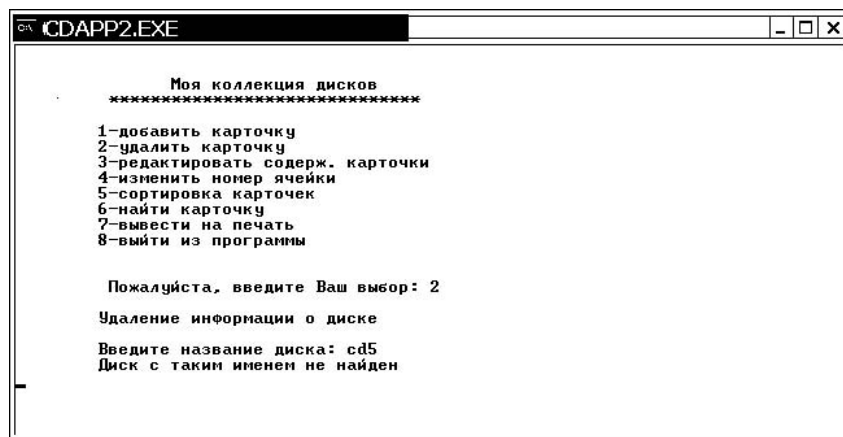 C:\ CDAPP2.EXE
Моя коллекция дисков
******************************
1-добавить карточку
2-удалить карточку
3-редактировать содерж. карточки
4-изменить номер ячейки
5-сортировка карточек
6-найти карточку
7-вывести на печать
8-выйти из программы
Пожалуйста, введите Ваш выбор: 2
Удаление информации о диске
Введите название диска: cd5
Диск с таким именем не найден